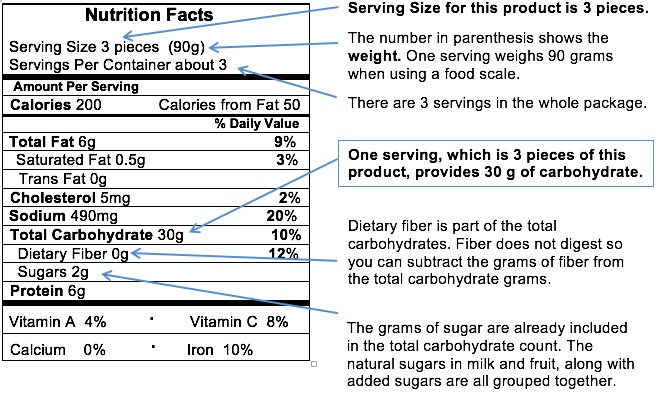 Nutrition Facts
Serving Size 3 pieces (90g)
Servings Per Container about 3
Amount Per Serving
Calories 200 Calories from Fat 50
% Daily Value
Total Fat 6g 9%
Saturated Fat 0.5g 3%
Trans Fat 0g
Cholesterol 5mg 2%
Sodium 490mg 20%
Total Carbohydrate 30g 10%
Dietary Fiber 0g 12%
Sugars 2g
Protein 6g
Vitamin A 4% · Vitamin C 8%
Calcium 0% · Iron 10%
Serving Size for this product is 3 pieces.
The number in parenthesis shows the
weight. One serving weighs 90 grams
when using a food scale.
There are 3 servings in the whole package.
One serving, which is 3 pieces of this
product, provides 30 g of carbohydrate.
Dietary fiber is part of the total
carbohydrates. Fiber does not digest so
you can subtract the grams of fiber from
the total carbohydrate grams.
The grams of sugar are already included
in the total carbohydrate count. The
natural sugars in milk and fruit, along with
added sugars are all grouped together.